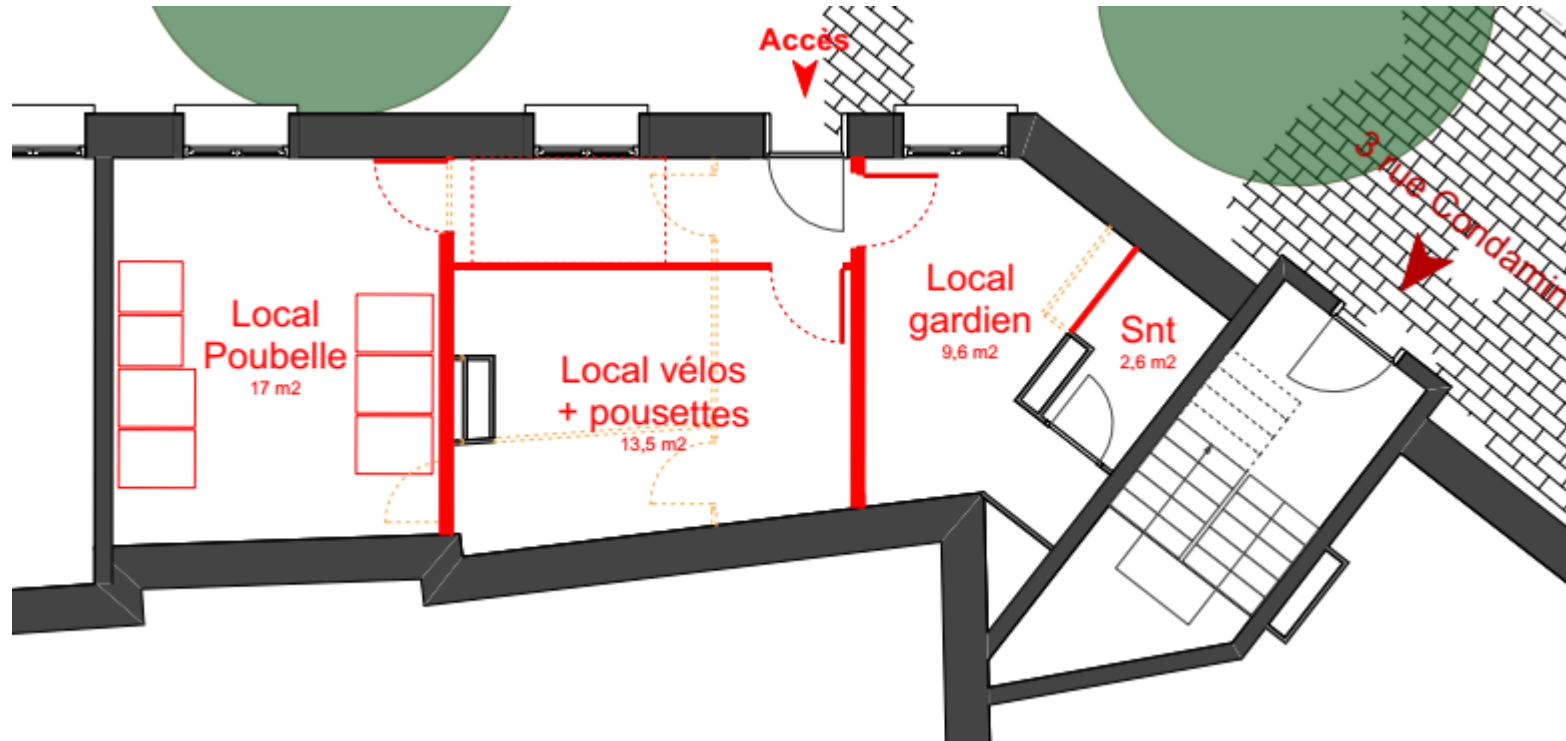 Accès
3 rue Condamin
Local
Poubelle
17 m2
Local vélos
+ pousettes
13,5 m2
Local
gardien
9,6 m2
Snt
2,6 m2